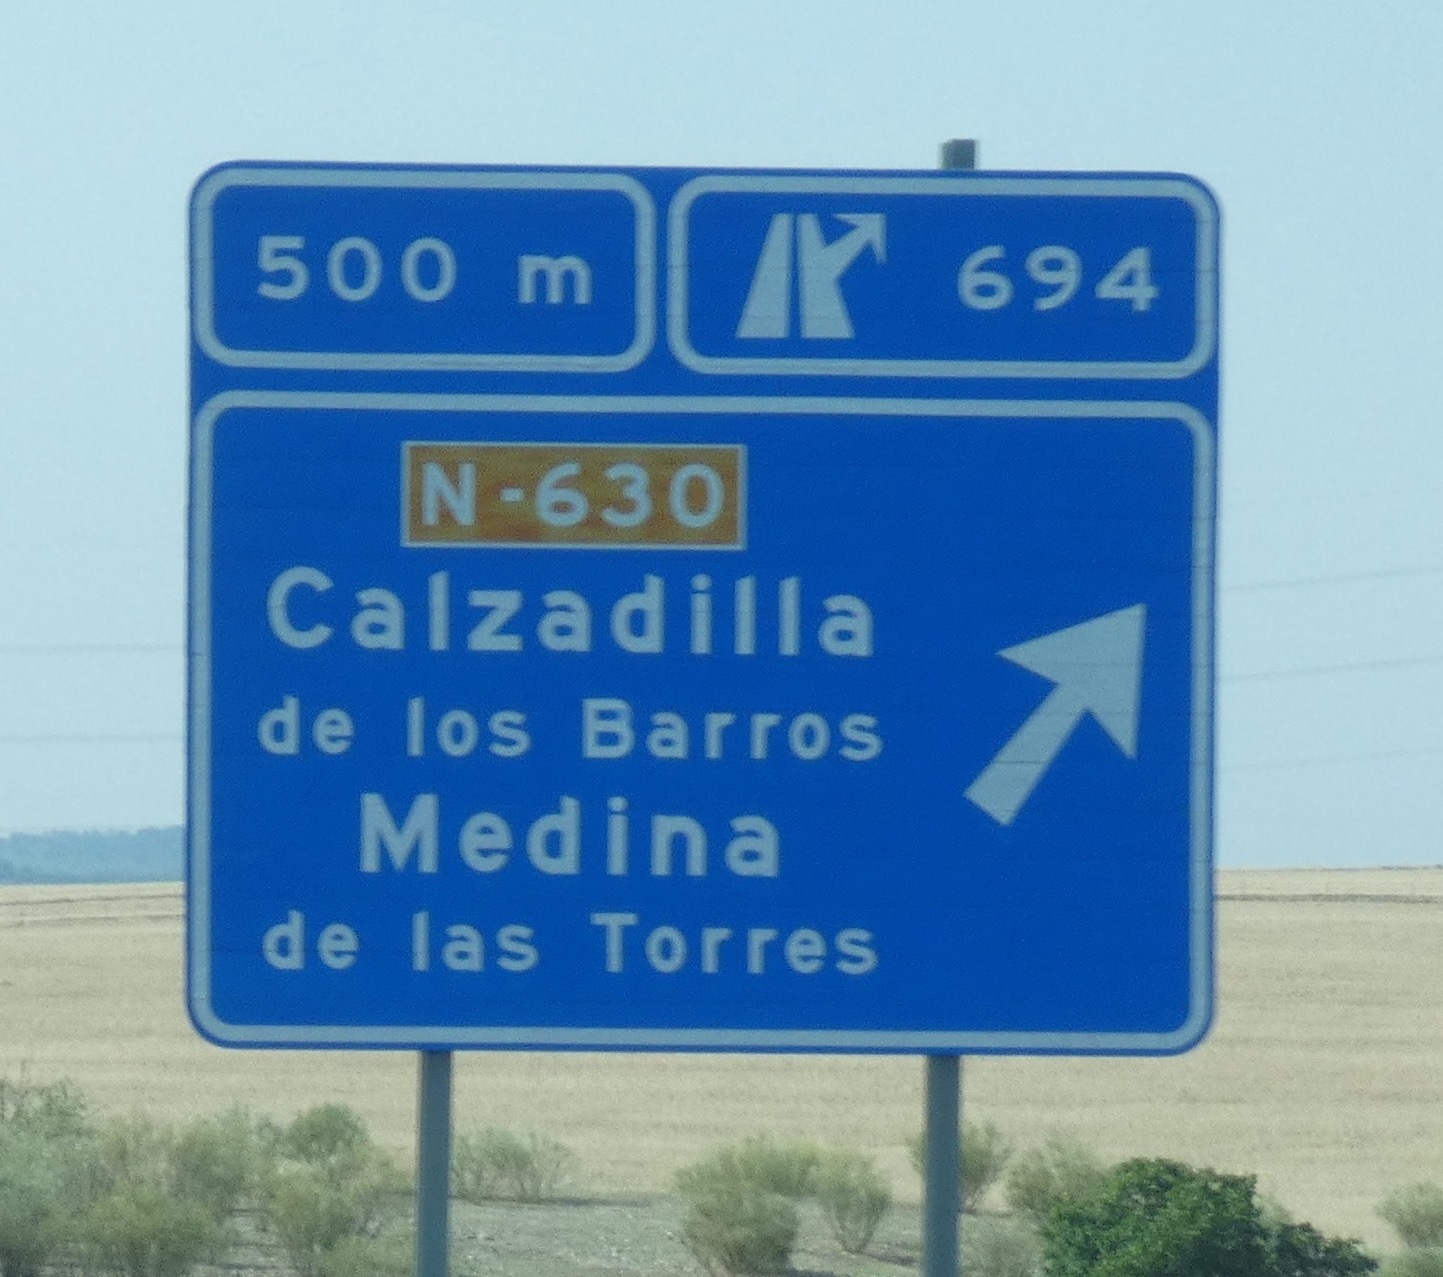 500 m
694
N-630
Calzadilla
de los Barros
Medina
de las Torres